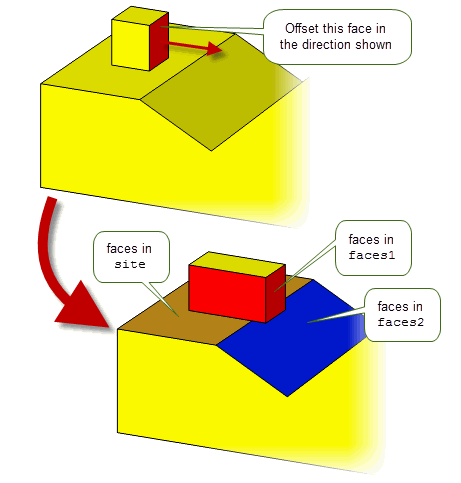 Offset this face in
the direction shown
faces in
site
faces in
faces1
faces in
faces2